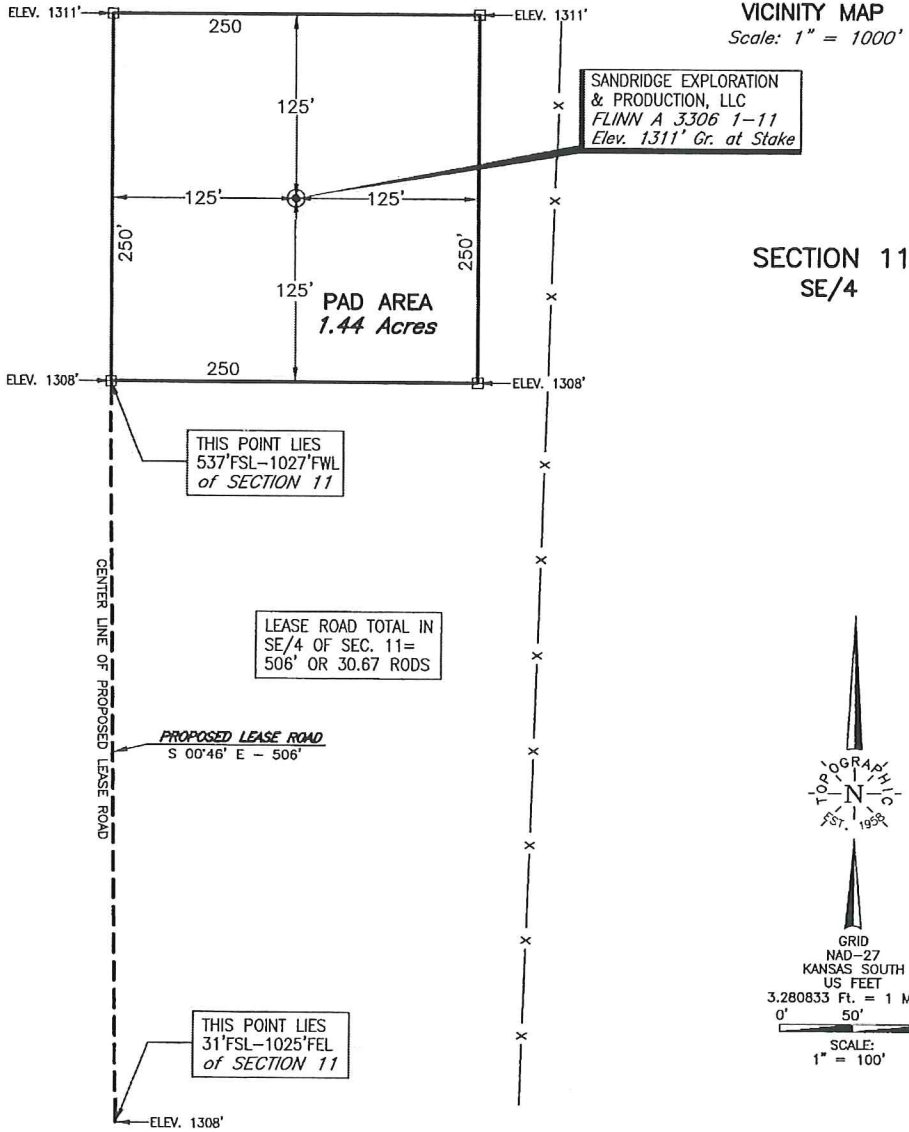 VICINITY MAP
Scale: 1" = 1000'
ELEV. 1311'
250
ELEV. 1311'
SANDRIDGE EXPLORATION
& PRODUCTION, LLC
FLINN A 3306 1-11
Elev. 1311' Gr. at Stake
125'
125'
125'
250'
250'
125'
SECTION 11
SE/4
PAD AREA
1.44 Acres
250
ELEV. 1308'
ELEV. 1308'
THIS POINT LIES
537'FSL-1027'FWL
of SECTION 11
CENTER LINE OF PROPOSED LEASE ROAD
LEASE ROAD TOTAL IN
SE/4 OF SEC. 11=
506' OR 30.67 RODS
PROPOSED LEASE ROAD
S 00°46' E - 506'
TOPOGRAPHIC
N
EST. 1958
GRID
NAD-27
KANSAS SOUTH
US FEET
3.280833 Ft. = 1 M
0' 50'
SCALE:
1" = 100'
THIS POINT LIES
31'FSL-1025'FEL
of SECTION 11
ELEV. 1308'